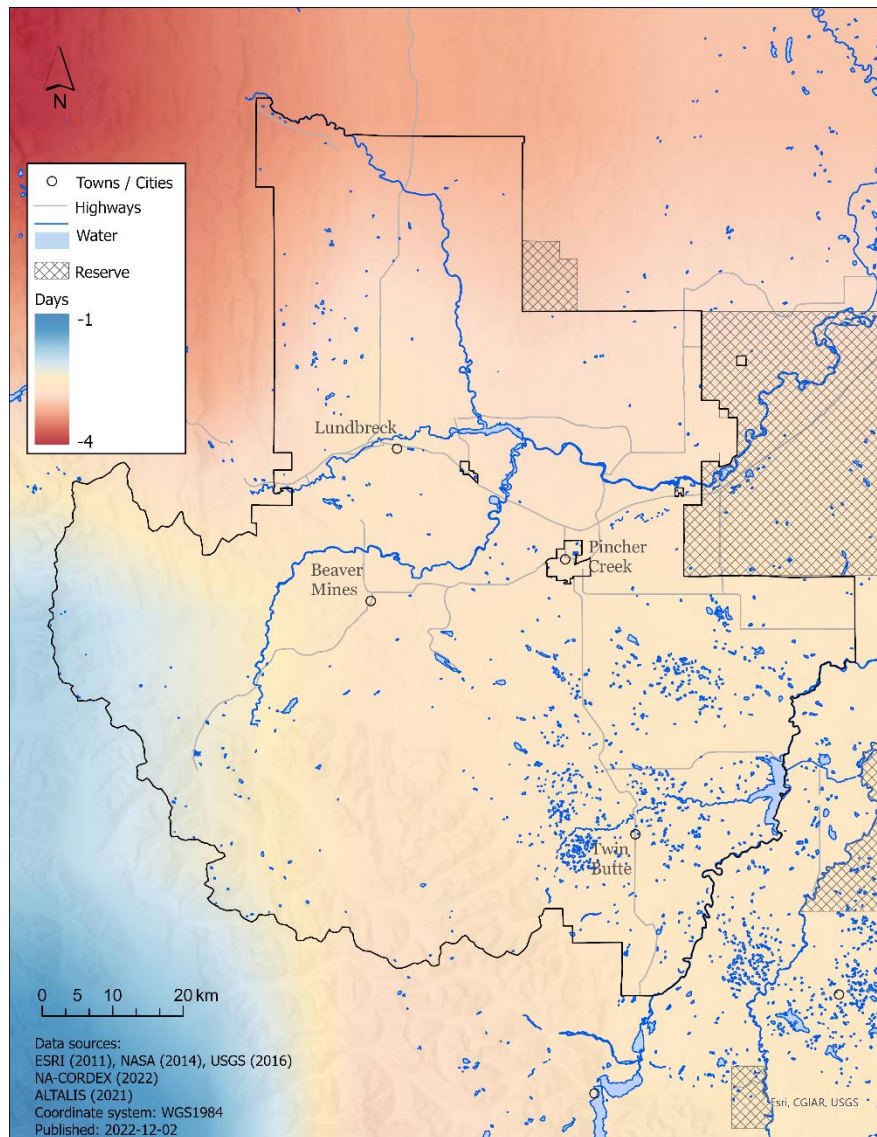 N
Towns / Cities
Highways
Water
Reserve
Days
-1
-4
Lundbreck
Pincher
Creek
Beaver
Mines
Twin
Butte
0 5 10 20 km
Data sources:
ESRI (2011), NASA (2014), USGS (2016)
NA-CORDEX (2022)
ALTALIS (2021)
Coordinate system: WGS1984
Published: 2022-12-02
Esri, CGIAR, USGS